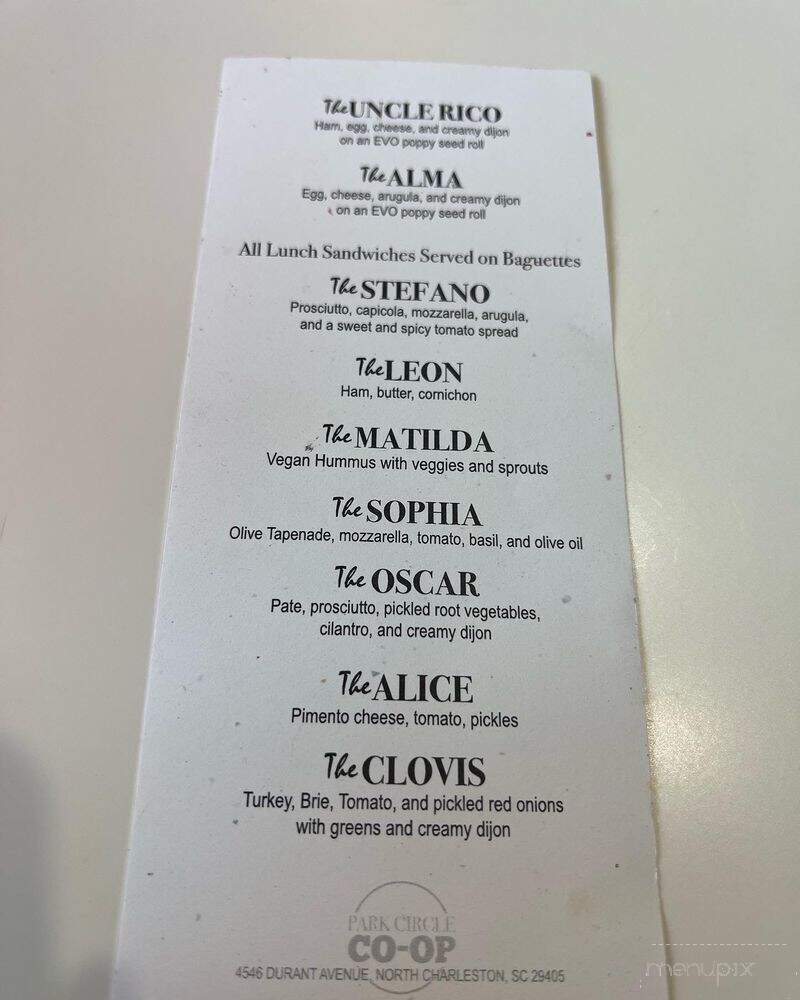 The UNCLE RICO
Ham, egg, cheese, and creamy dijon
on an EVO poppy seed roll
The ALMA
Egg, cheese, arugula, and creamy dijon
on an EVO poppy seed roll
All Lunch Sandwiches Served on Baguettes
The STEFANO
Prosciutto, capicola, mozzarella, arugula,
and a sweet and spicy tomato spread
The LEON
Ham, butter, cornichon
The MATILDA
Vegan Hummus with veggies and sprouts
The SOPHIA
Olive Tapenade, mozzarella, tomato, basil, and olive oil
The OSCAR
Pate, prosciutto, pickled root vegetables,
cilantro, and creamy dijon
The ALICE
Pimento cheese, tomato, pickles
The CLOVIS
Turkey, Brie, Tomato, and pickled red onions
with greens and creamy dijon
PARK CIRCLE
CO-OP
4546 DURANT AVENUE, NORTH CHARLESTON, SC 29405
menupix